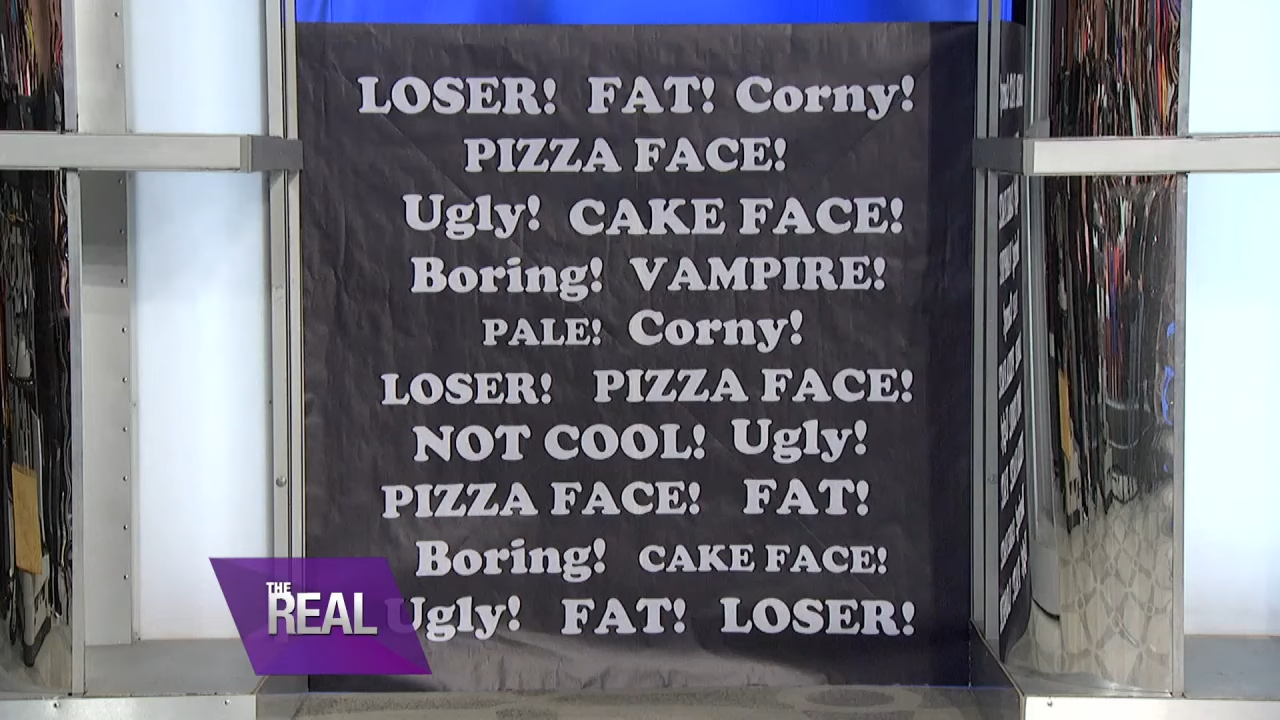 LOSER! FAT! Corny!
PIZZA FACE!
Ugly! CAKE FACE!
Boring! VAMPIRE!
PALE! Corny!
LOSER! PIZZA FACE!
NOT COOL! Ugly!
PIZZA FACE! FAT!
Boring! CAKE FACE!
Ugly! FAT! LOSER!
THE
REAL